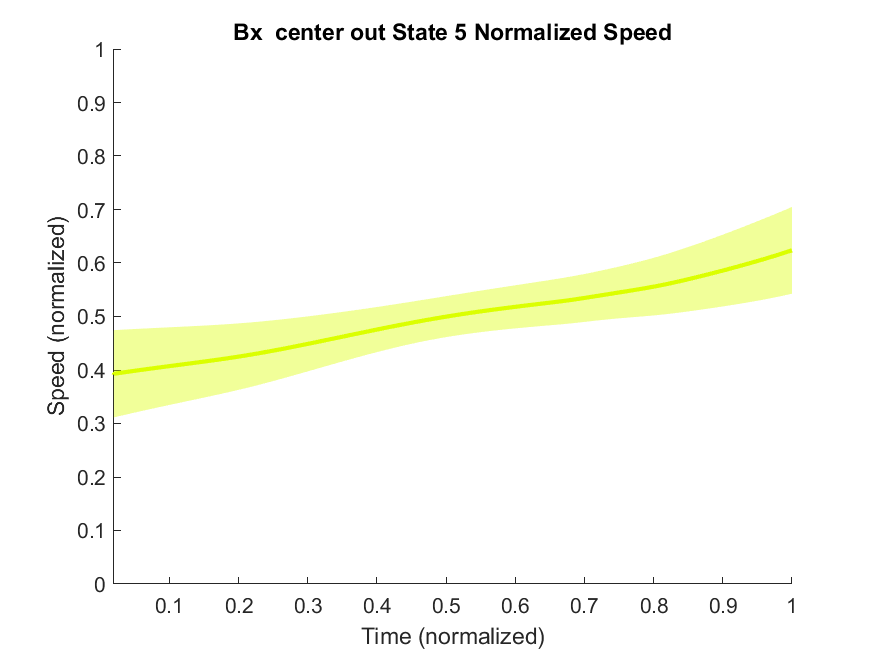 Bx  center out State 5 Normalized Speed
1
0.9
0.8
0.7
0.6
0.5
0.4
0.3
0.2
0.1
0
Speed (normalized)
0.1 0.2 0.3 0.4 0.5 0.6 0.7 0.8 0.9 1
Time (normalized)